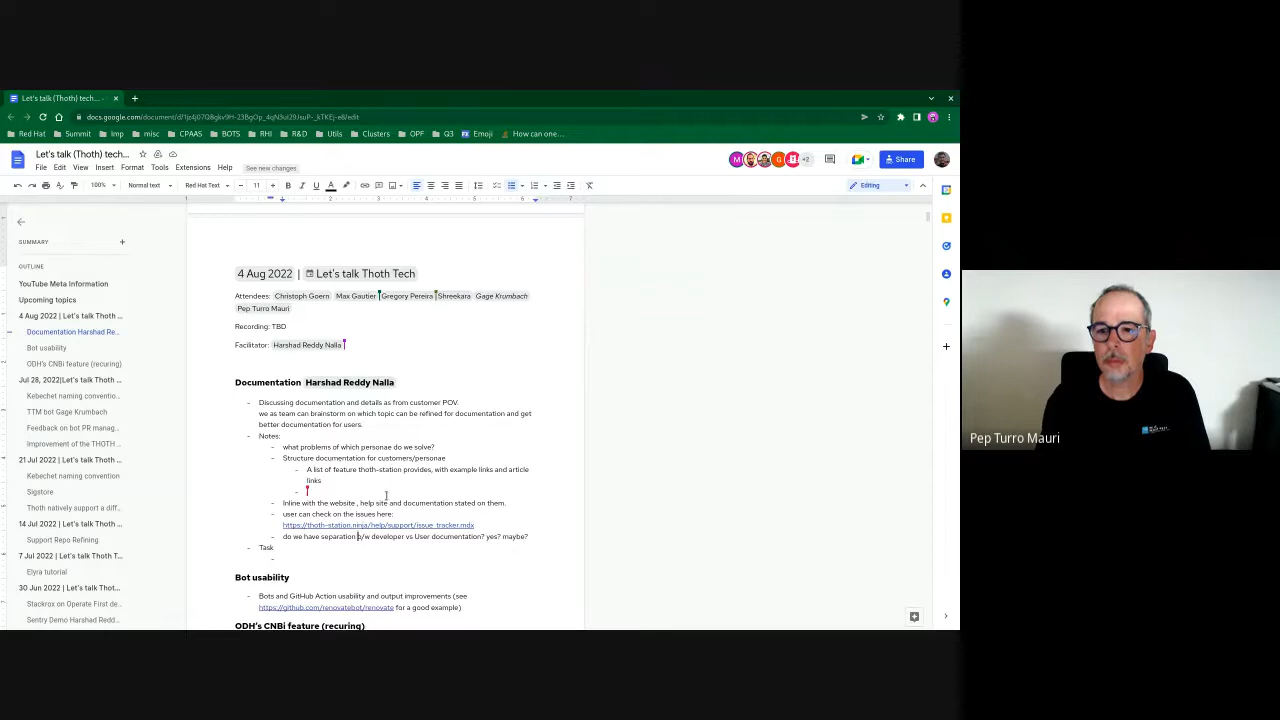 Let's talk (Thoth) tech...
Red Hat
Summit
Imp
misc
CPAAS
BOTS
RHI
R&D
Utils
Clusters
OPF
Q3
Emoji
How can one...
Let's talk (Thoth) tech...
File Edit View Insert Format Tools Extensions Help
See new changes
M
G
+2
Share
100%
Normal text
Red Hat Text
11
Editing
1 2 3 4 5 6 7
SUMMARY
OUTLINE
YouTube Meta Information
Upcoming topics
4 Aug 2022 | Let's talk Thoth ...
Documentation Harshad Re...
Bot usability
ODH's CNBi feature (recuring)
Jul 28, 2022|Let's talk Thoth ...
Kebechet naming conventio...
TTM bot Gage Krumbach
Feedback on bot PR manag...
Improvement of the THOTH ...
21 Jul 2022 | Let's talk Thoth ...
Kebechet naming convention
Sigstore
Thoth natively support a diff...
14 Jul 2022 | Let's talk Thoth ...
Support Repo Refining
7 Jul 2022 | Let's talk Thoth ...
Elyra tutorial
30 Jun 2022 | Let's talk Thot...
Stackrox on Operate First de...
Sentry Demo Harshad Redd...
4 Aug 2022 | Let's talk Thoth Tech
Attendees: Christoph Goern Max Gautier Gregory Pereira Shreekara Gage Krumbach
Pep Turro Mauri
Recording: TBD
Facilitator: Harshad Reddy Nalla
Documentation Harshad Reddy Nalla
- Discussing documentation and details as from customer POV.
we as team can brainstorm on which topic can be refined for documentation and get
better documentation for users.
- Notes:
- what problems of which personae do we solve?
- Structure documentation for customers/personae
- A list of feature thoth-station provides, with example links and article
links
-
- Inline with the website , help site and documentation stated on them.
- user can check on the issues here:
https://thoth-station.ninja/help/support/issue_tracker.mdx
- do we have separation b/w developer vs User documentation? yes? maybe?
- Task
-
Bot usability
- Bots and GitHub Action usability and output improvements (see
https://github.com/renovatebot/renovate for a good example)
ODH's CNBi feature (recuring)
Pep Turro Mauri